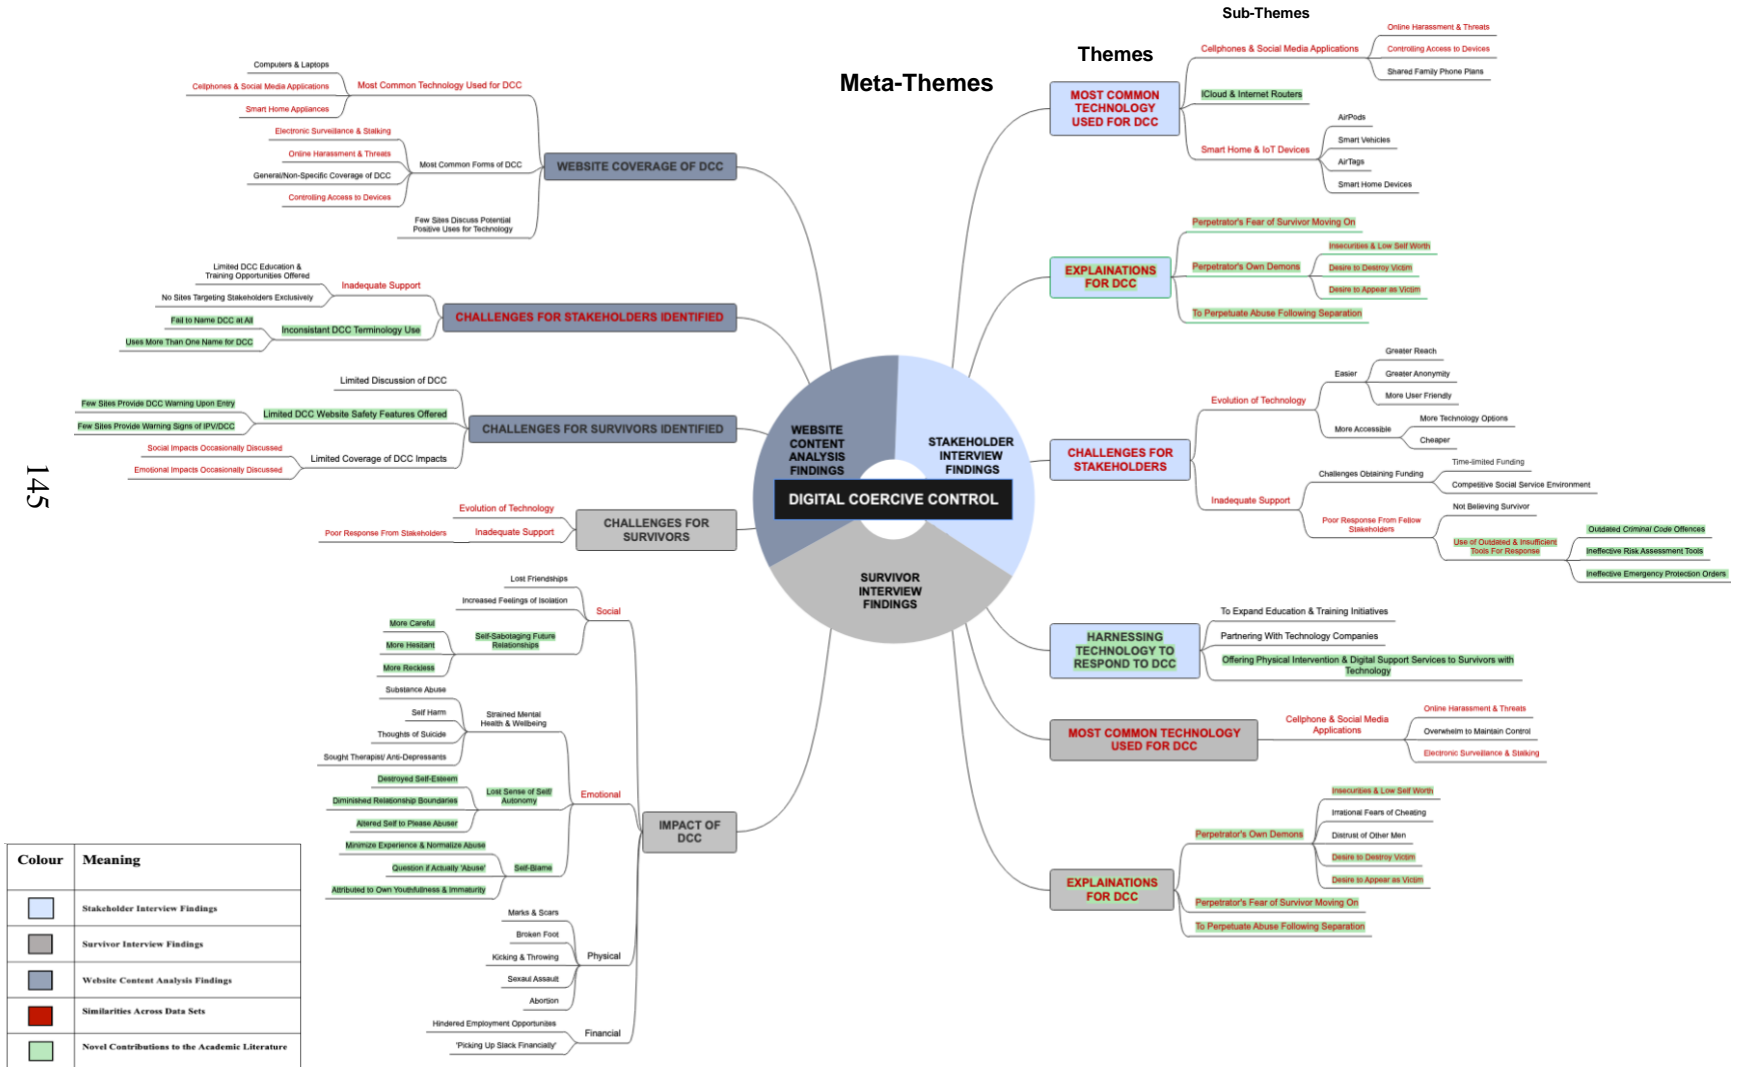 Sub-Themes
Themes
Meta-Themes
Computers & Laptops
Cellphones & Social Media Applications
Smart Home Appliances
Most Common Technology Used for DCC
Electronic Surveillance & Stalking
Online Harassment & Threats
General/Non-Specific Coverage of DCC
Controlling Access to Devices
Most Common Forms of DCC
Few Sites Discuss Potential
Positive Uses for Technology
WEBSITE COVERAGE OF DCC
Limited DCC Education &
Training Opportunities Offered
No Sites Targeting Stakeholders Exclusively
Inadequate Support
Fail to Name DCC at All
Uses More Than One Name for DCC
Inconsistant DCC Terminology Use
CHALLENGES FOR STAKEHOLDERS IDENTIFIED
Limited Discussion of DCC
Few Sites Provide DCC Warning Upon Entry
Few Sites Provide Warning Signs of IPV/DCC
Limited DCC Website Safety Features Offered
Social Impacts Occasionally Discussed
Emotional Impacts Occasionally Discussed
Limited Coverage of DCC Impacts
CHALLENGES FOR SURVIVORS IDENTIFIED
Evolution of Technology
Poor Response From Stakeholders
Inadequate Support
CHALLENGES FOR
SURVIVORS
Lost Friendships
Increased Feelings of Isolation
More Careful
More Hesitant
More Reckless
Self-Sabotaging Future
Relationships
Social
Substance Abuse
Self Harm
Thoughts of Suicide
Sought Therapist/ Anti-Depressants
Strained Mental
Health & Wellbeing
Destroyed Self-Esteem
Diminished Relationship Boundaries
Altered Self to Please Abuser
Lost Sense of Self/
Autonomy
Minimize Experience & Normalize Abuse
Question if Actually 'Abuse'
Attributed to Own Youthfullness & Immaturity
Self-Blame
Emotional
Marks & Scars
Broken Foot
Kicking & Throwing
Sexaul Assault
Abortion
Physical
Hindered Employment Opportunites
'Picking Up Slack Financially'
Financial
IMPACT OF
DCC
WEBSITE
CONTENT
ANALYSIS
FINDINGS
STAKEHOLDER
INTERVIEW
FINDINGS
DIGITAL COERCIVE CONTROL
SURVIVOR
INTERVIEW
FINDINGS
MOST COMMON
TECHNOLOGY
USED FOR DCC
Cellphones & Social Media Applications
Online Harassment & Threats
Controlling Access to Devices
Shared Family Phone Plans
ICloud & Internet Routers
Smart Home & IoT Devices
AirPods
Smart Vehicles
AirTags
Smart Home Devices
EXPLAINATIONS
FOR DCC
Perpetrator's Fear of Survivor Moving On
Perpetrator's Own Demons
Insecurities & Low Self Worth
Desire to Destroy Victim
Desire to Appear as Victim
To Perpetuate Abuse Following Separation
CHALLENGES FOR
STAKEHOLDERS
Evolution of Technology
Easier
Greater Reach
Greater Anonymity
More User Friendly
More Accessible
More Technology Options
Cheaper
Inadequate Support
Challenges Obtaining Funding
Time-limited Funding
Competitive Social Service Environment
Poor Response From Fellow
Stakeholders
Not Believing Survivor
Use of Outdated & Insufficient
Tools For Response
Outdated Criminal Code Offences
Ineffective Risk Assessment Tools
Ineffective Emergency Protection Orders
HARNESSING
TECHNOLOGY TO
RESPOND TO DCC
To Expand Education & Training Initiatives
Partnering With Technology Companies
Offering Physical Intervention & Digital Support Services to Survivors with
Technology
MOST COMMON TECHNOLOGY
USED FOR DCC
Cellphone & Social Media
Applications
Online Harassment & Threats
Overwhelm to Maintain Control
Electronic Surveillance & Stalking
EXPLAINATIONS
FOR DCC
Perpetrator's Own Demons
Insecurities & Low Self Worth
Irrational Fears of Cheating
Distrust of Other Men
Desire to Destroy Victim
Desire to Appear as Victim
Perpetrator's Fear of Survivor Moving On
To Perpetuate Abuse Following Separation
Colour Meaning
Stakeholder Interview Findings
Survivor Interview Findings
Website Content Analysis Findings
Similarities Across Data Sets
Novel Contributions to the Academic Literature
145